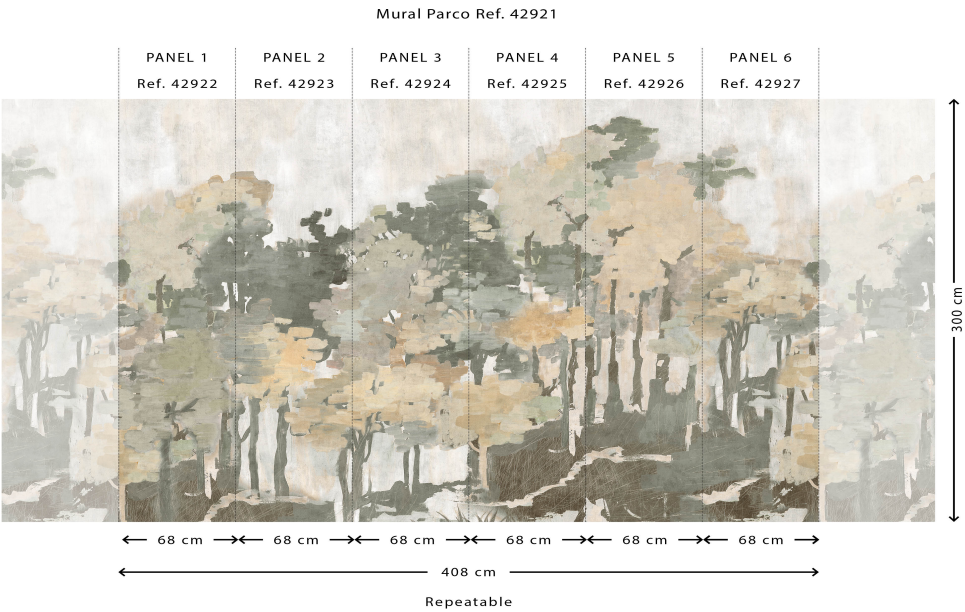 Mural Parco Ref. 42921
PANEL 1 PANEL 2 PANEL 3 PANEL 4 PANEL 5 PANEL 6
Ref. 42922 Ref. 42923 Ref. 42924 Ref. 42925 Ref. 42926 Ref. 42927
300 cm
68 cm 68 cm 68 cm 68 cm 68 cm 68 cm
408 cm
Repeatable